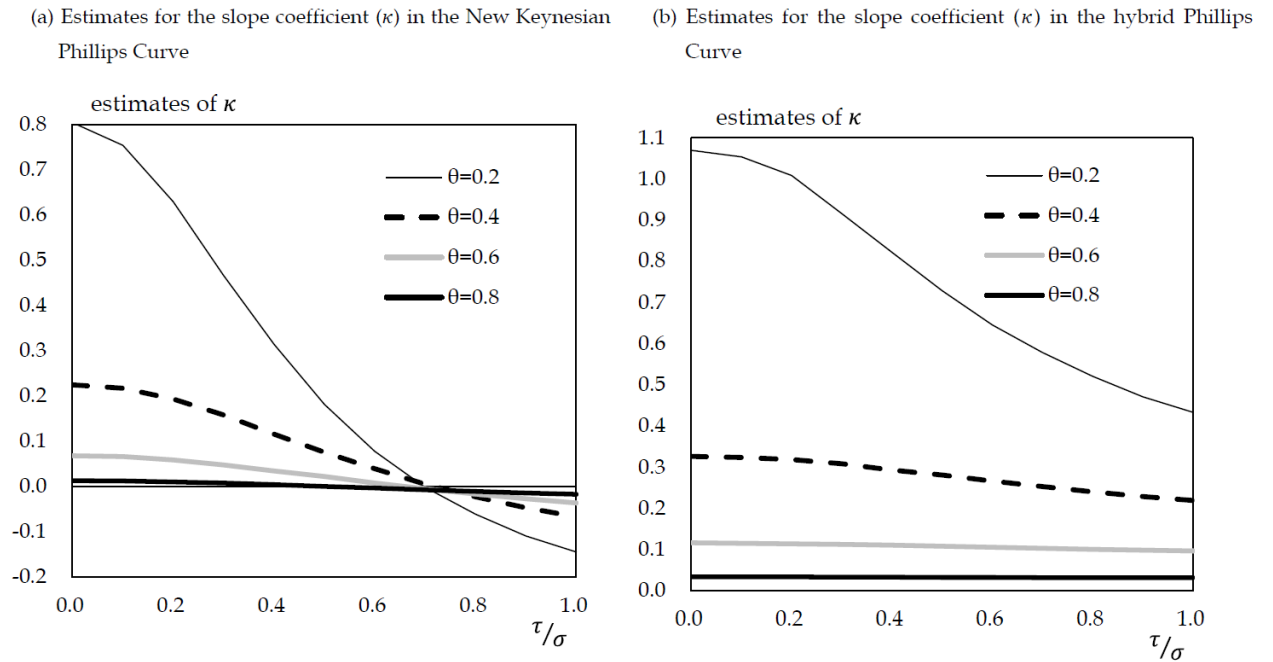 (a) Estimates for the slope coefficient (κ) in the New Keynesian
Phillips Curve
estimates of κ
0.8
0.7
0.6
0.5
0.4
0.3
0.2
0.1
0.0
-0.1
-0.2
θ=0.2
θ=0.4
θ=0.6
θ=0.8
0.0 0.2 0.4 0.6 0.8 1.0
τ/σ
(b) Estimates for the slope coefficient (κ) in the hybrid Phillips
Curve
estimates of κ
1.1
1.0
0.9
0.8
0.7
0.6
0.5
0.4
0.3
0.2
0.1
0.0
θ=0.2
θ=0.4
θ=0.6
θ=0.8
0.0 0.2 0.4 0.6 0.8 1.0
τ/σ